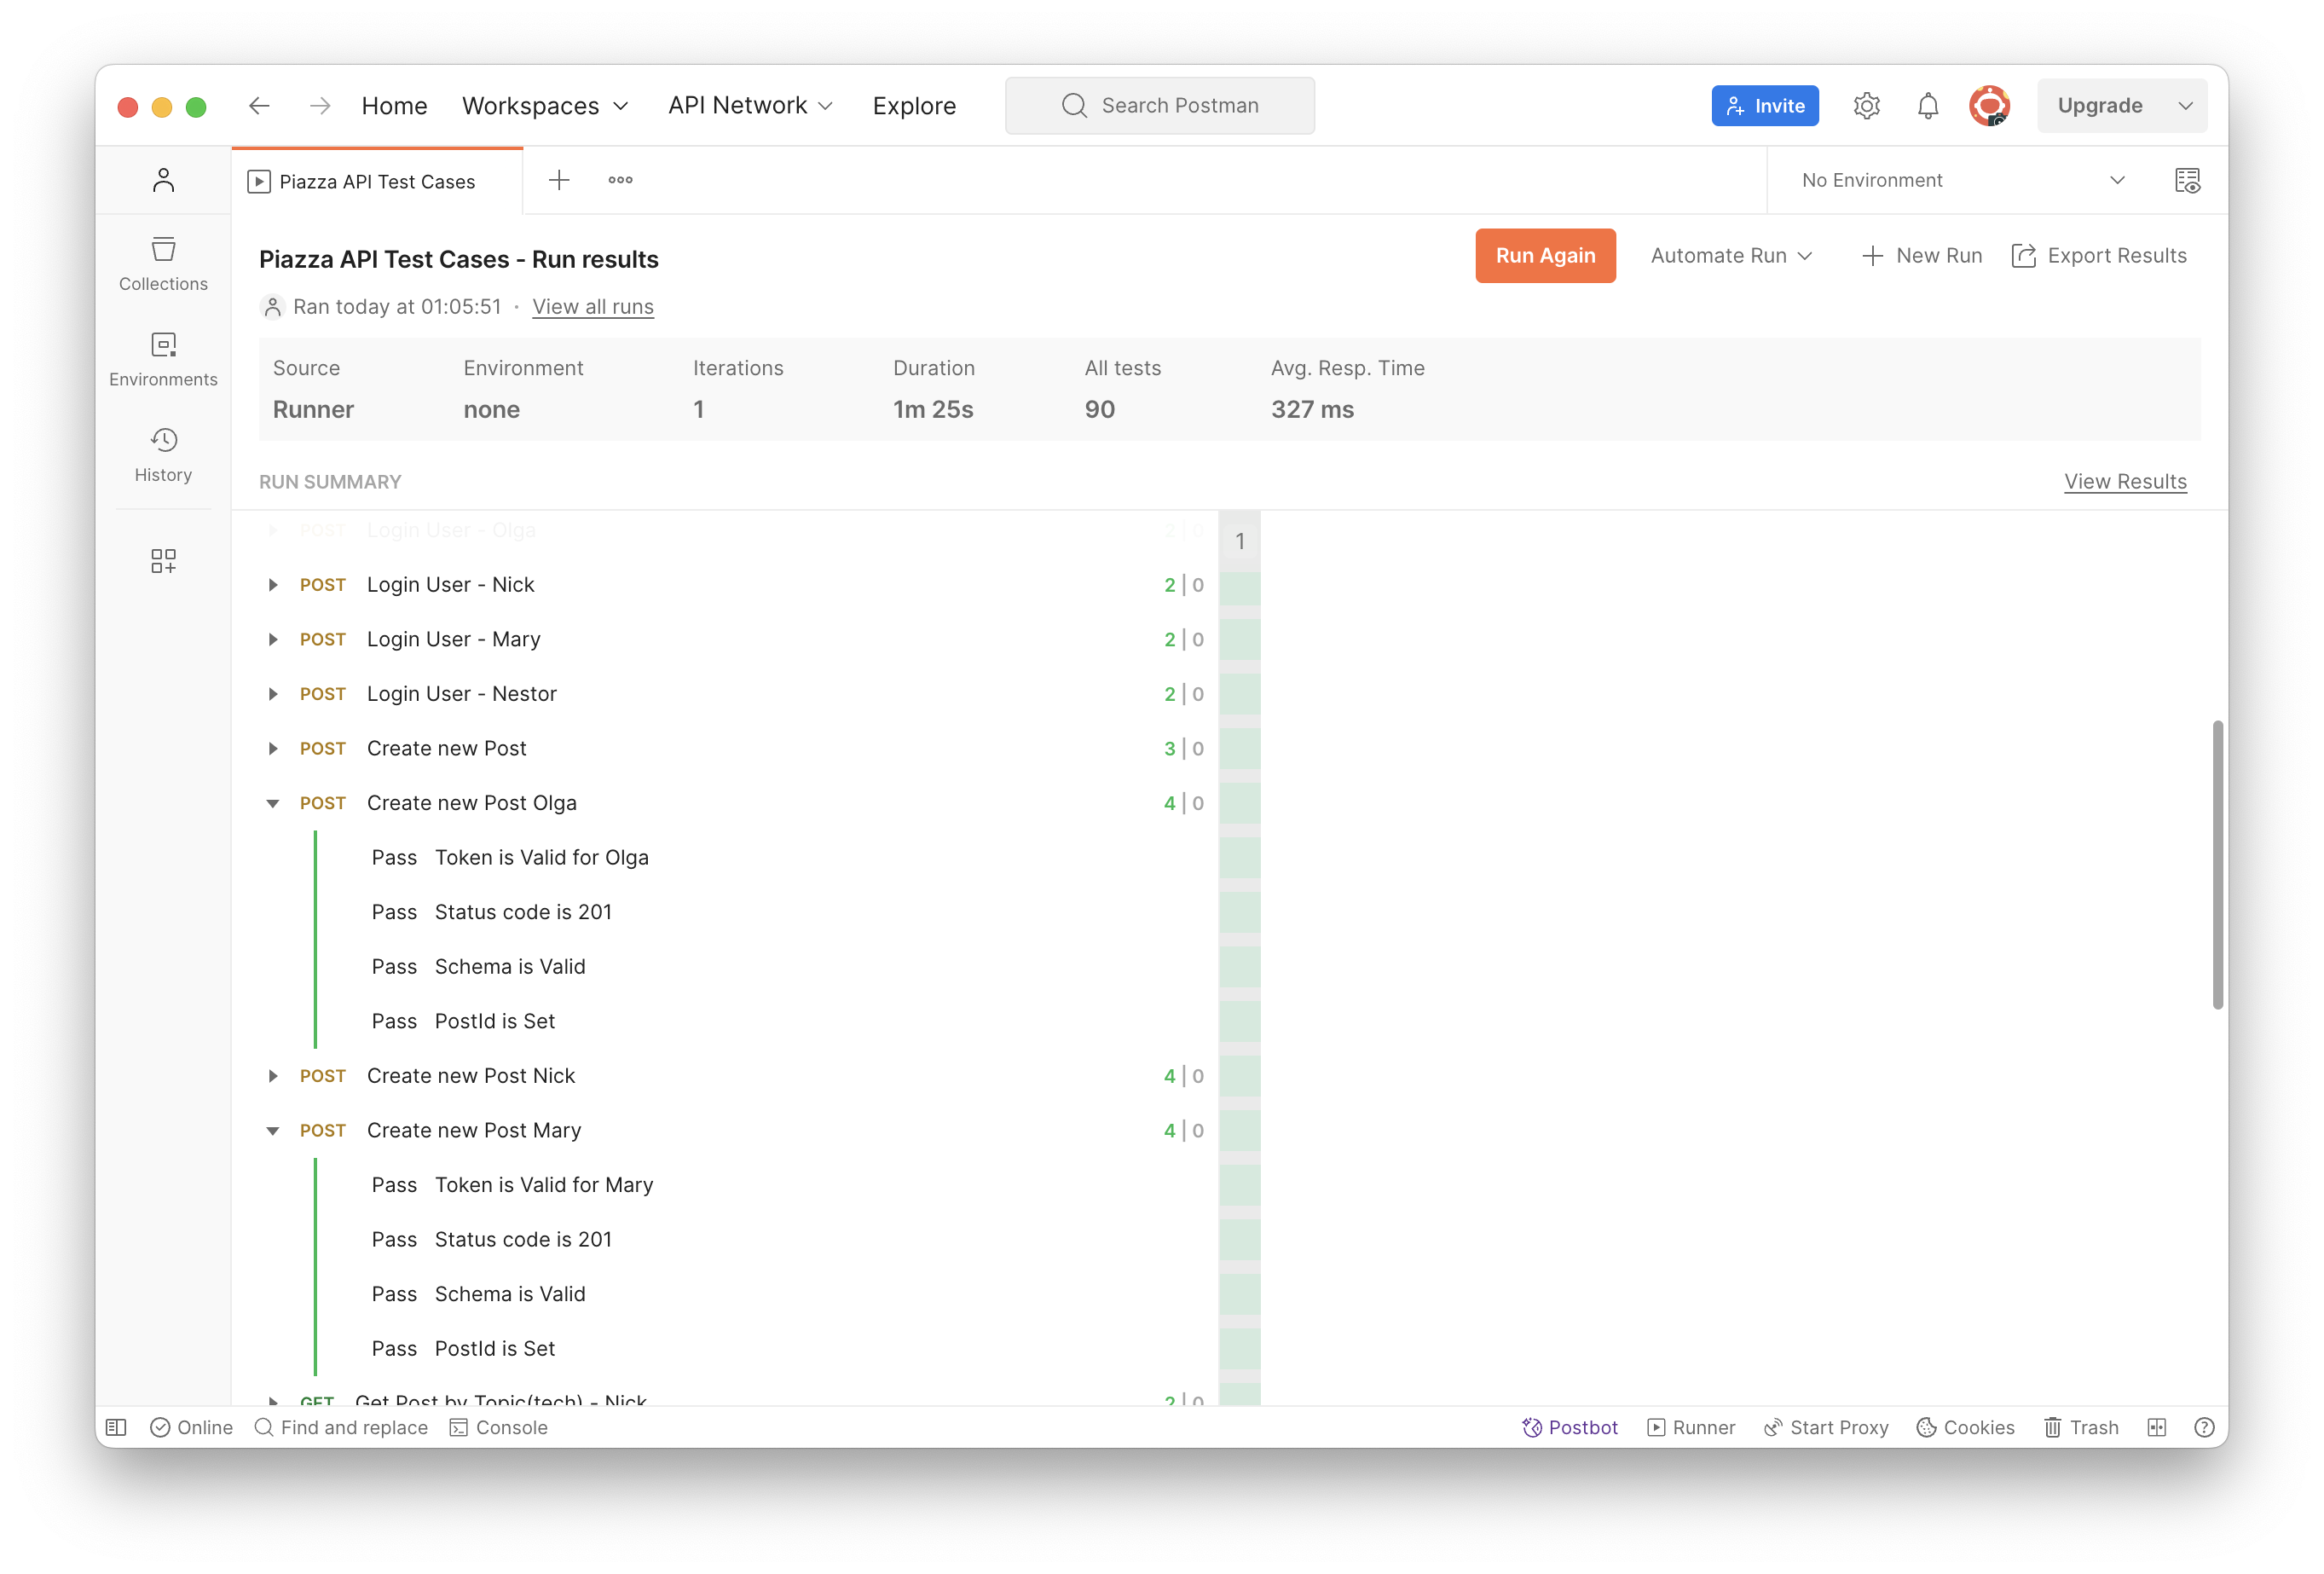 Home Workspaces API Network Explore Search Postman Invite Upgrade
Piazza API Test Cases No Environment
Piazza API Test Cases - Run results Run Again Automate Run New Run Export Results
Ran today at 01:05:51 · View all runs
Collections
Environments
History
Source Environment Iterations Duration All tests Avg. Resp. Time
Runner none 1 1m 25s 90 327 ms
RUN SUMMARY View Results
POST Login User - Olga 2 | 0
1
POST Login User - Nick 2 | 0
POST Login User - Mary 2 | 0
POST Login User - Nestor 2 | 0
POST Create new Post 3 | 0
POST Create new Post Olga 4 | 0
Pass Token is Valid for Olga
Pass Status code is 201
Pass Schema is Valid
Pass PostId is Set
POST Create new Post Nick 4 | 0
POST Create new Post Mary 4 | 0
Pass Token is Valid for Mary
Pass Status code is 201
Pass Schema is Valid
Pass PostId is Set
GET Get Post by Topic(tech) - Nick 2 | 0
Online Find and replace Console Postbot Runner Start Proxy Cookies Trash